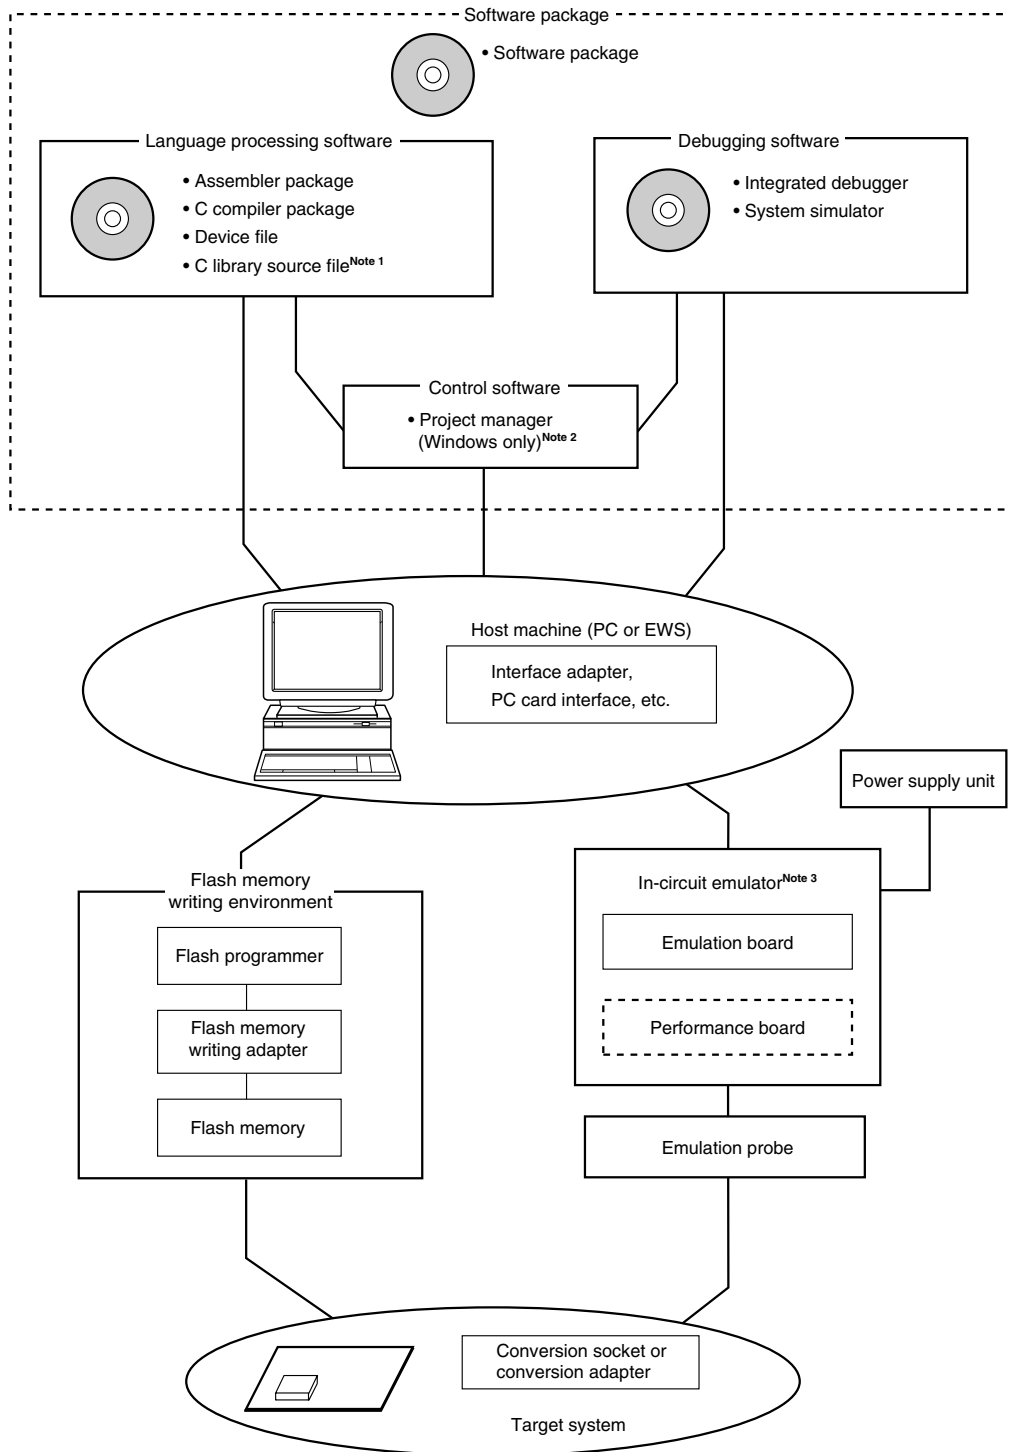 Software package
• Software package
Language processing software
• Assembler package
• C compiler package
• Device file
• C library source fileNote 1
Debugging software
• Integrated debugger
• System simulator
Control software
• Project manager
(Windows only)Note 2
Host machine (PC or EWS)
Interface adapter,
PC card interface, etc.
Power supply unit
Flash memory
writing environment
Flash programmer
Flash memory
writing adapter
Flash memory
In-circuit emulatorNote 3
Emulation board
Performance board
Emulation probe
Conversion socket or
conversion adapter
Target system